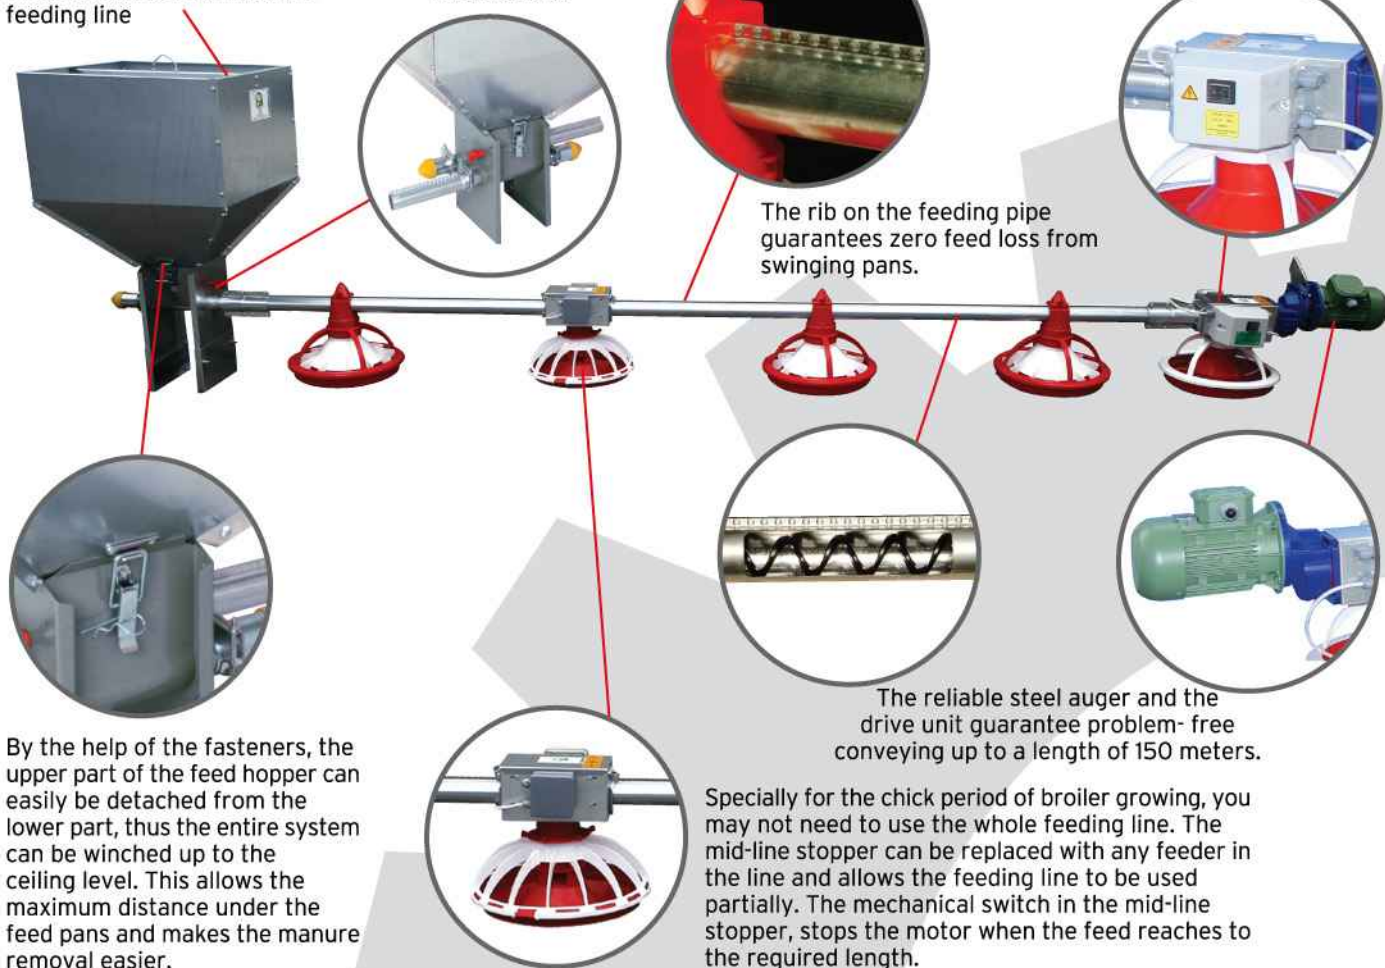 feeding line
The rib on the feeding pipe
guarantees zero feed loss from
swinging pans.
The reliable steel auger and the
drive unit guarantee problem- free
conveying up to a length of 150 meters.
By the help of the fasteners, the
upper part of the feed hopper can
easily be detached from the
lower part, thus the entire system
can be winched up to the
ceiling level. This allows the
maximum distance under the
feed pans and makes the manure
removal easier.
Specially for the chick period of broiler growing, you
may not need to use the whole feeding line. The
mid-line stopper can be replaced with any feeder in
the line and allows the feeding line to be used
partially. The mechanical switch in the mid-line
stopper, stops the motor when the feed reaches to
the required length.